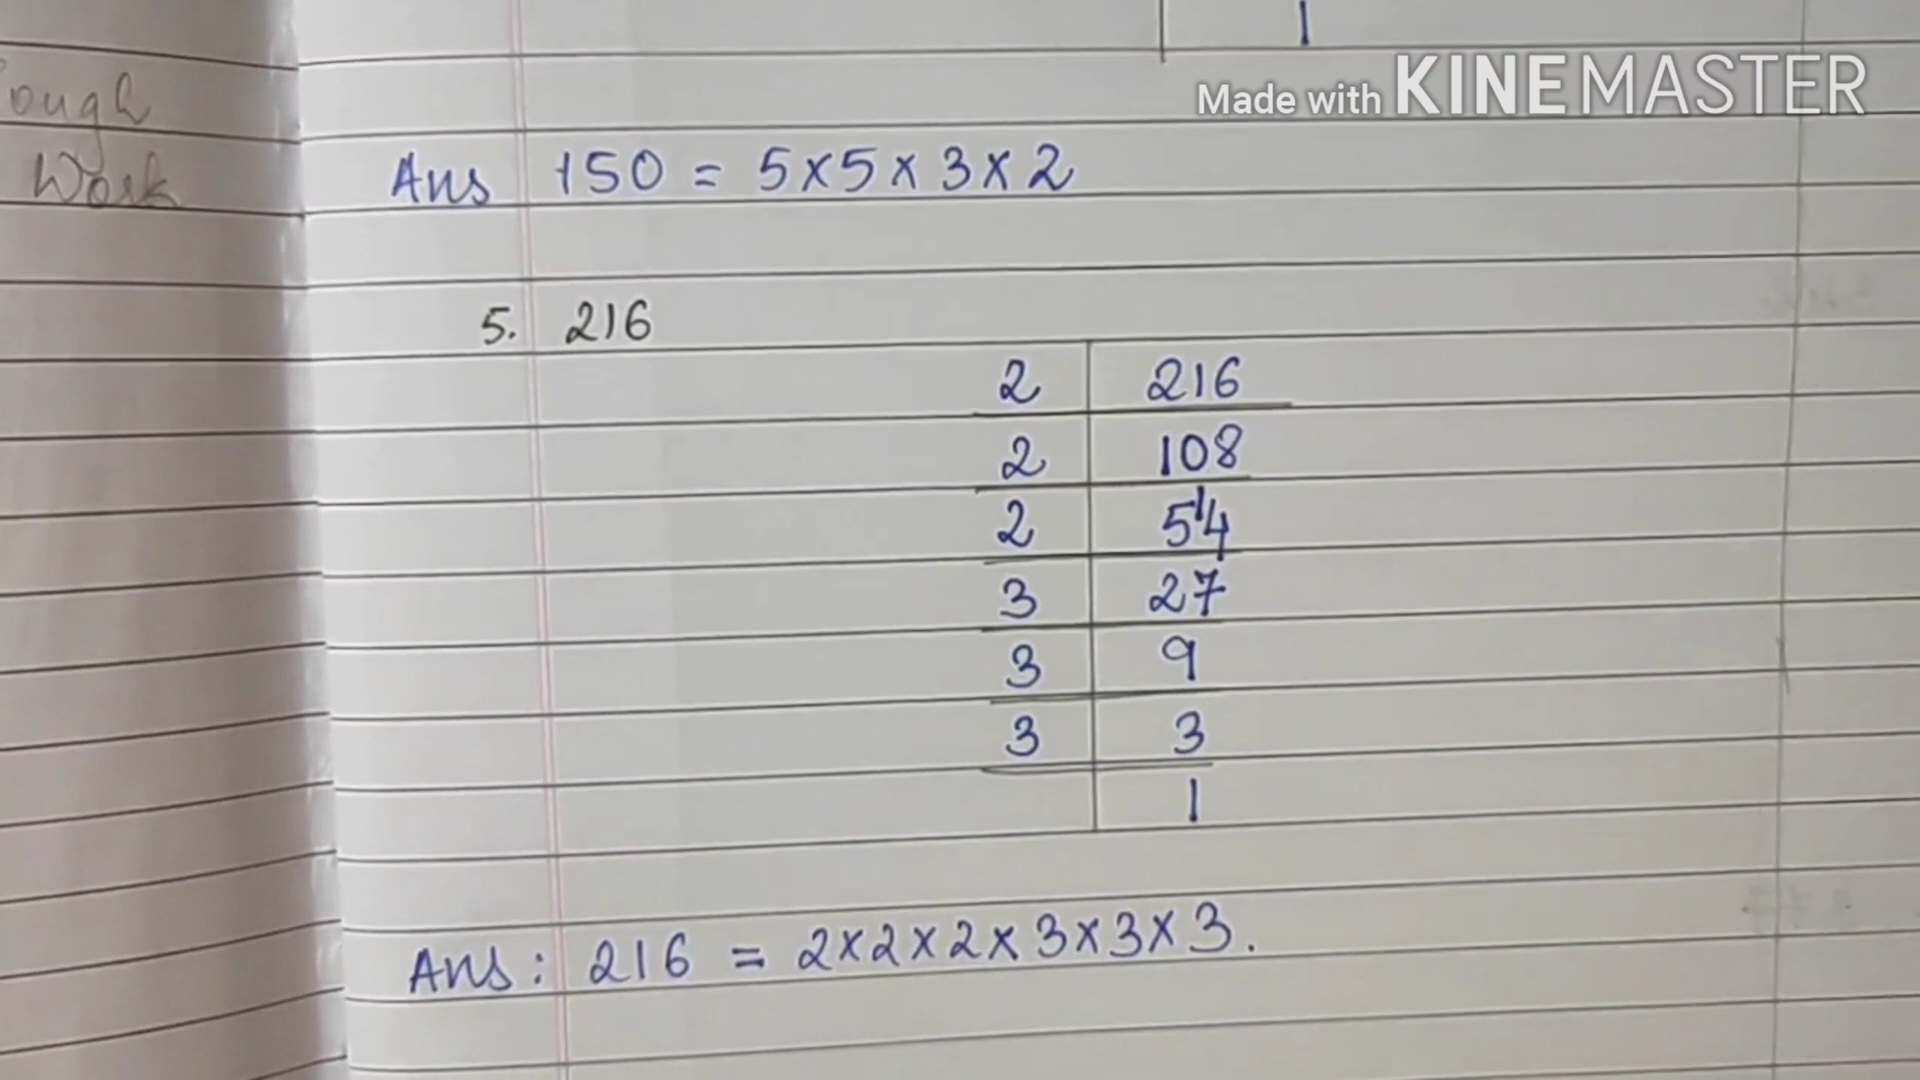 1
Made with KINEMASTER
Work
Ans 150 = 5×5×3×2
5. 216
2 216
2 108
2 54
3 27
3 9
3 3
1
Ans: 216 = 2×2×2×3×3×3.